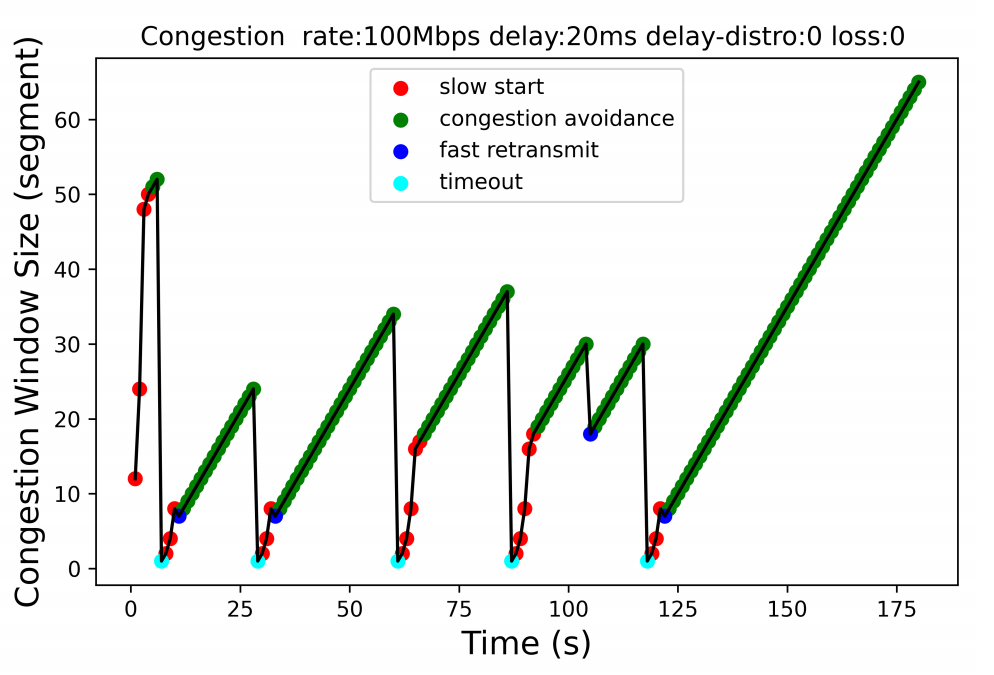 Congestion  rate:100Mbps delay:20ms delay-distro:0 loss:0
Congestion Window Size (segment)
60
50
40
30
20
10
0
slow start
congestion avoidance
fast retransmit
timeout
0 25 50 75 100 125 150 175
Time (s)